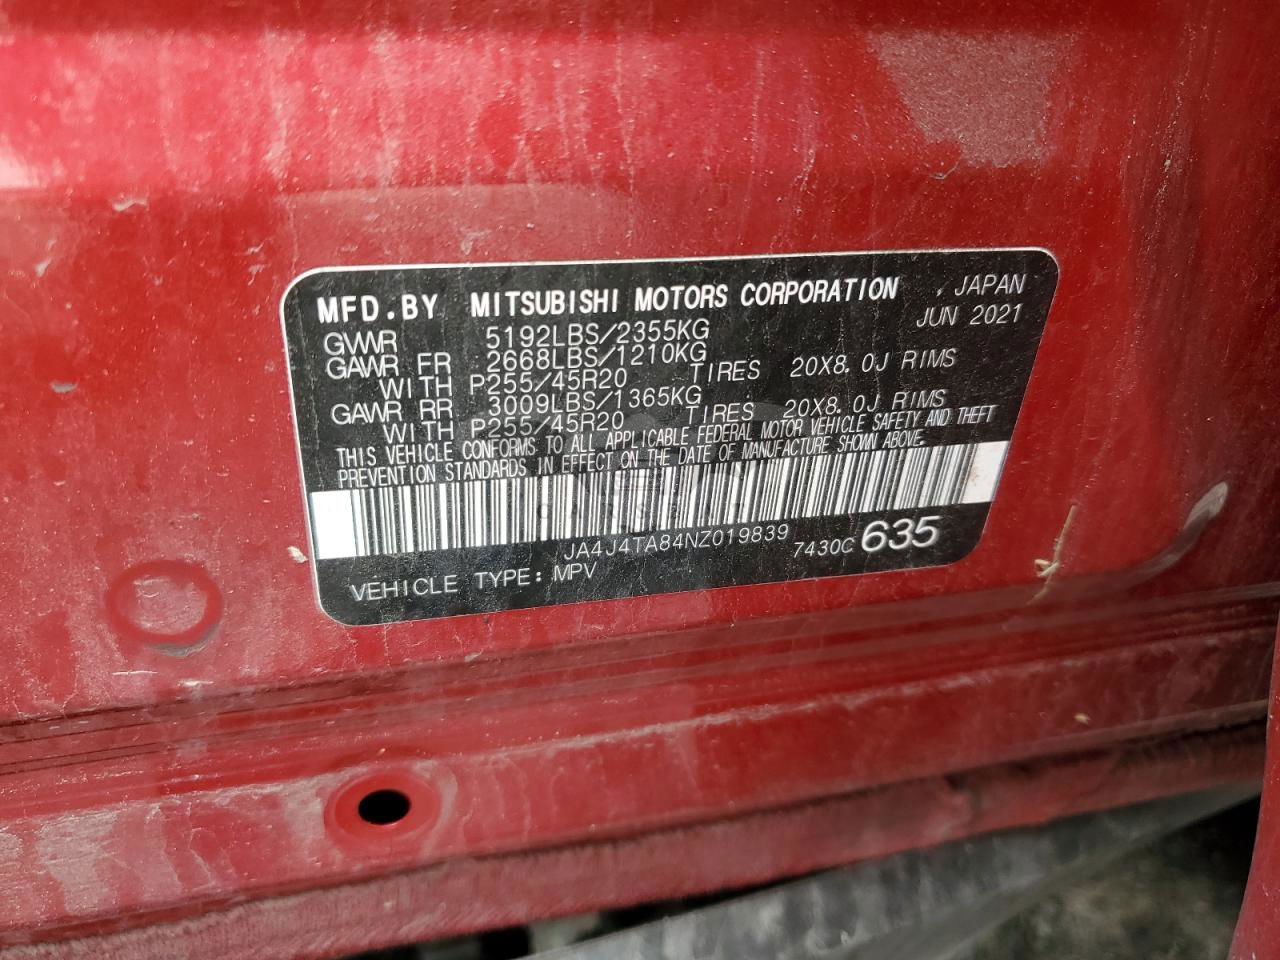 MFD.BY MITSUBISHI MOTORS CORPORATION , JAPAN
JUN 2021
GVWR 5192LBS/2355KG
GAWR FR 2668LBS/1210KG
WITH P255/45R20 TIRES 20X8.0J RIMS
GAWR RR 3009LBS/1365KG
WITH P255/45R20 TIRES 20X8.0J RIMS
THIS VEHICLE CONFORMS TO ALL APPLICABLE FEDERAL MOTOR VEHICLE SAFETY AND THEFT
PREVENTION STANDARDS IN EFFECT ON THE DATE OF MANUFACTURE SHOWN ABOVE.
JA4J4TA84NZ019839 7430C 635
VEHICLE TYPE: MPV